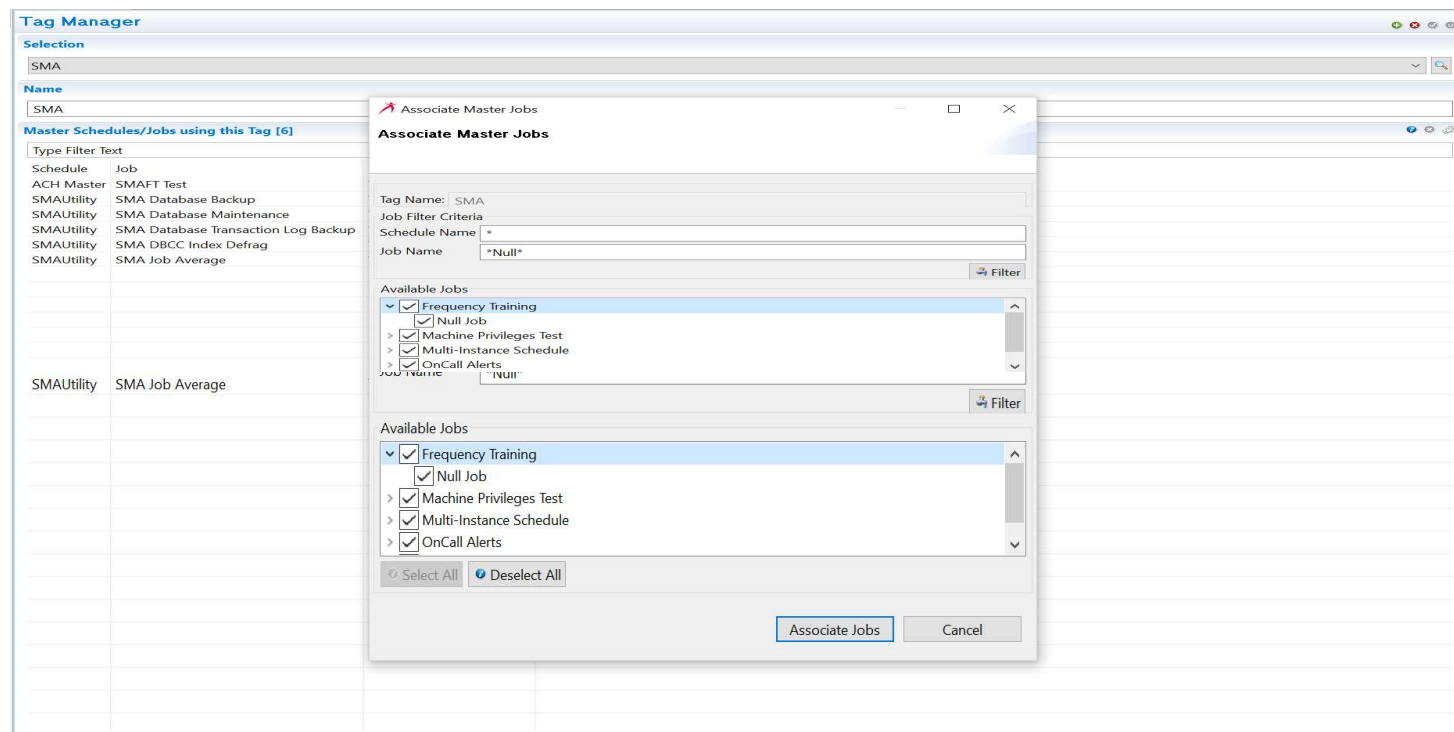 Tag Manager
Selection
SMA
Name
SMA
Master Schedules/Jobs using this Tag [6]
Type Filter Text
Schedule Job
ACH Master SMAFT Test
SMAUtility SMA Database Backup
SMAUtility SMA Database Maintenance
SMAUtility SMA Database Transaction Log Backup
SMAUtility SMA DBCC Index Defrag
SMAUtility SMA Job Average
SMAUtility SMA Job Average
Associate Master Jobs
Associate Master Jobs
Tag Name: SMA
Job Filter Criteria
Schedule Name *
Job Name *Null*
Filter
Available Jobs
Frequency Training
Null Job
Machine Privileges Test
Multi-Instance Schedule
OnCall Alerts
Job Name *Null*
Filter
Available Jobs
Frequency Training
Null Job
Machine Privileges Test
Multi-Instance Schedule
OnCall Alerts
Select All Deselect All
Associate Jobs Cancel